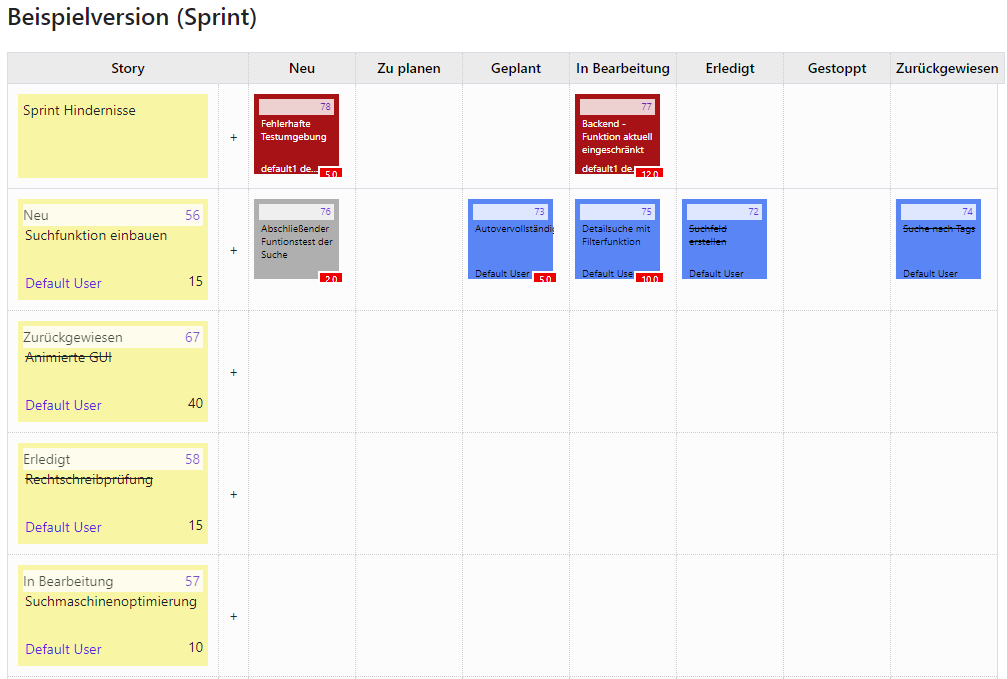 Beispielversion (Sprint)
Story Neu Zu planen Geplant In Bearbeitung Erledigt Gestoppt Zurückgewiesen
Sprint Hindernisse
+
78
Fehlerhafte
Testumgebung
default1 de...
5.0
77
Backend -
Funktion aktuell
eingeschränkt
default1 de...
12.0
Neu 56
Suchfunktion einbauen
Default User 15
+
76
Abschließender
Funtionstest der
Suche
2.0
73
Autovervollständig
Default User
5.0
75
Detailsuche mit
Filterfunktion
Default Use
10.0
72
Suchfeld
erstellen
Default User
74
Suche nach Tags
Default User
Zurückgewiesen 67
Animierte GUI
Default User 40
+
Erledigt 58
Rechtschreibprüfung
Default User 15
+
In Bearbeitung 57
Suchmaschinenoptimierung
Default User 10
+